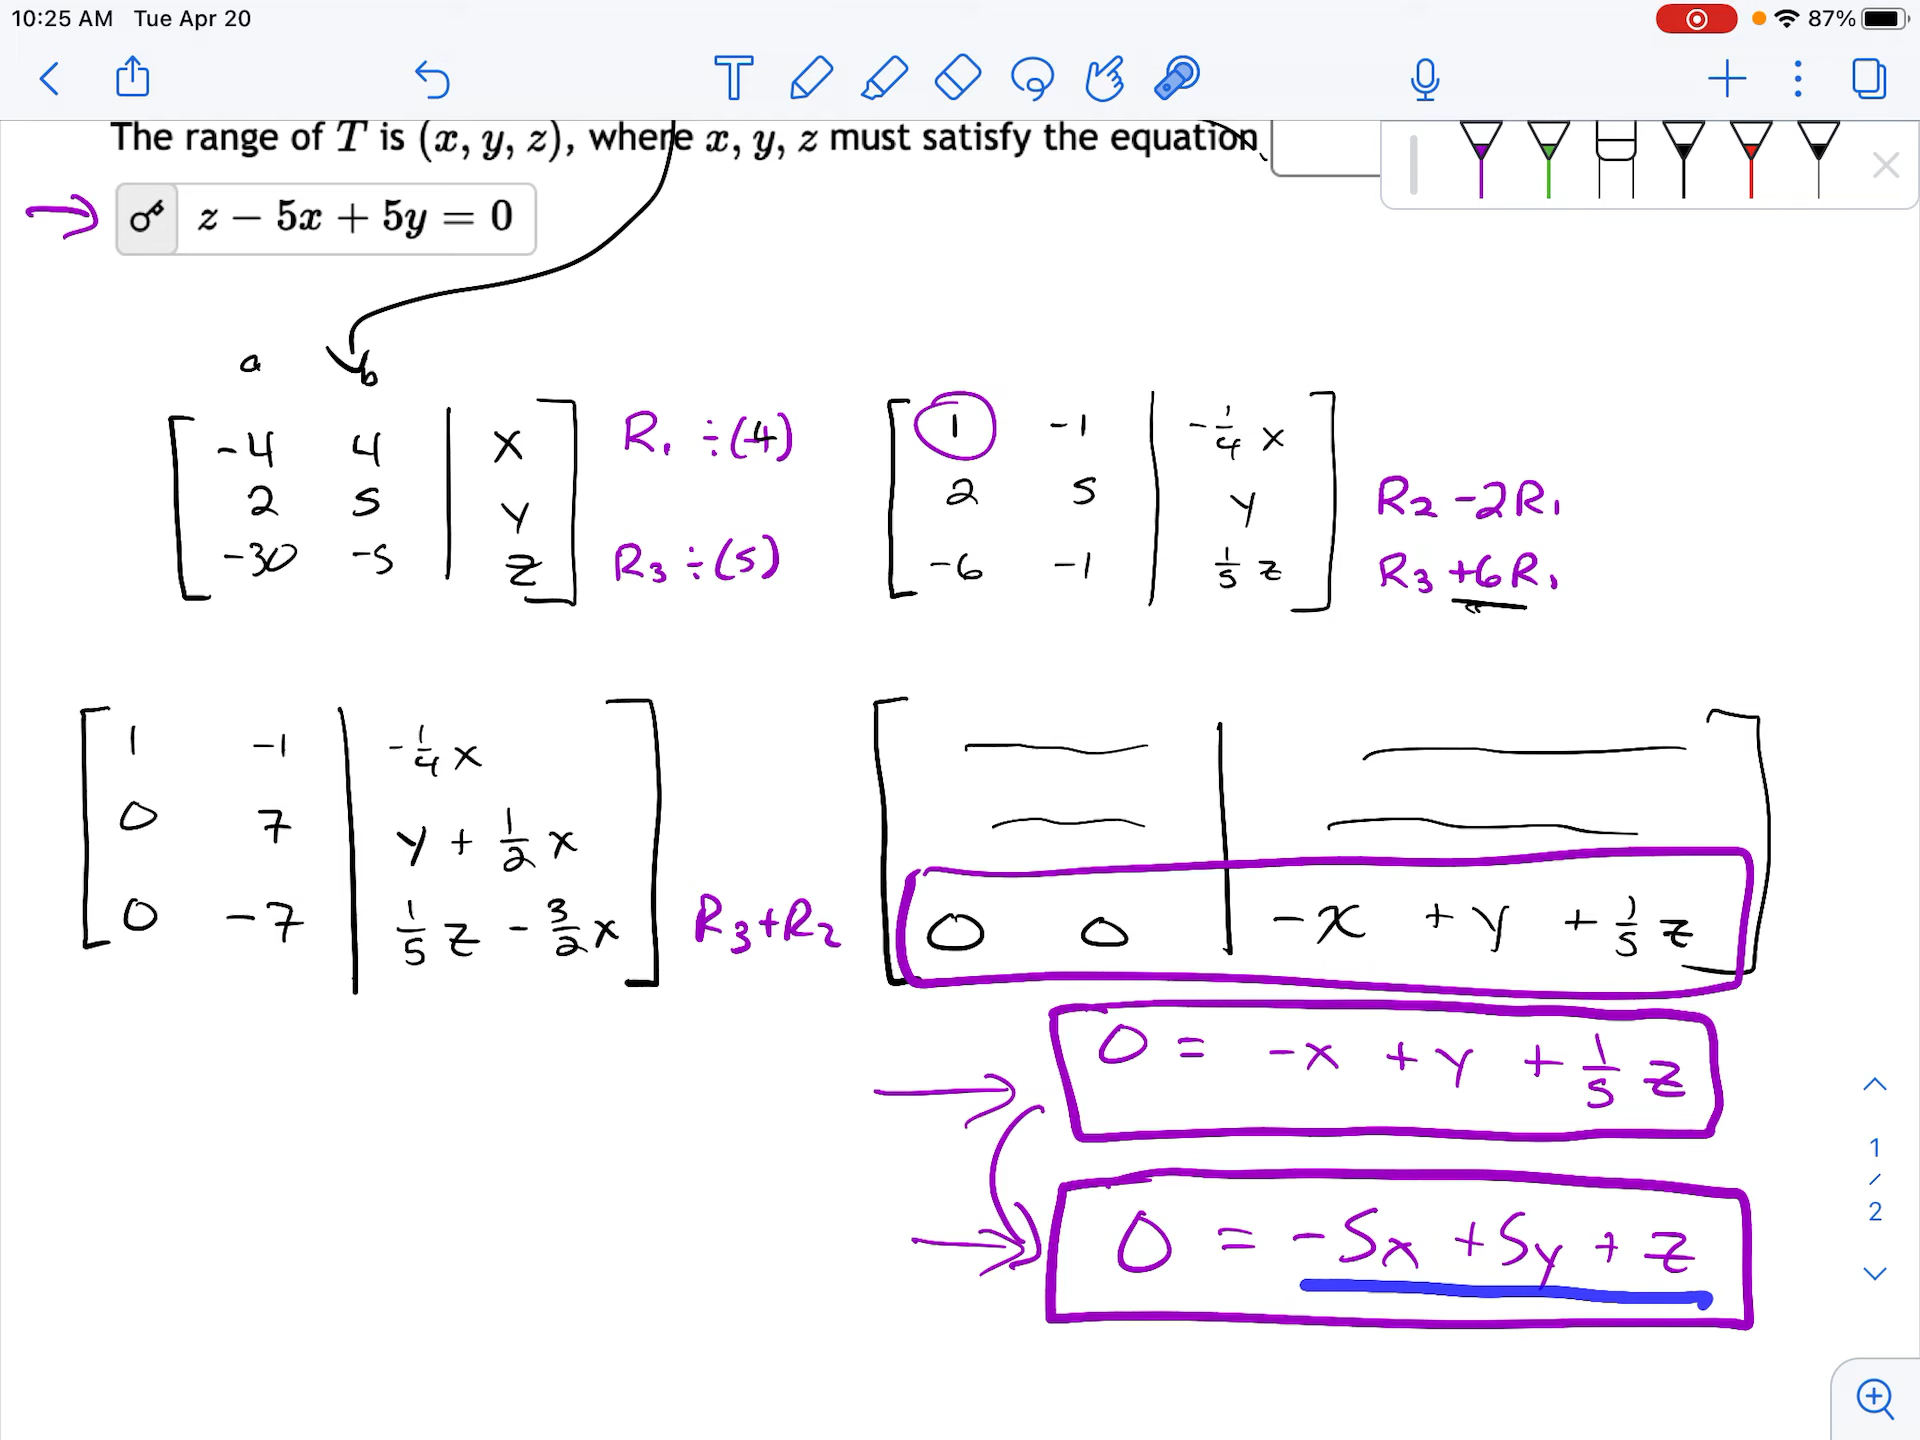 10:25 AM Tue Apr 20 87%
T
The range of T is (x, y, z), where x, y, z must satisfy the equation
z − 5x + 5y = 0
a b
-4 4 | x
2 5 | y
-30 -5 | z
R₁ ÷(4)
R₃ ÷(5)
1 -1 | -1/4 x
2 5 | y
-6 -1 | 1/5 z
R₂ -2R₁
R₃ +6R₁
1 -1 | -1/4 x
0 7 | y + 1/2 x
0 -7 | 1/5 z - 3/2 x
R₃+R₂
0 0 | -x + y + 1/5 z
0 = -x + y + 1/5 z
0 = -5x +5y + z
1 / 2